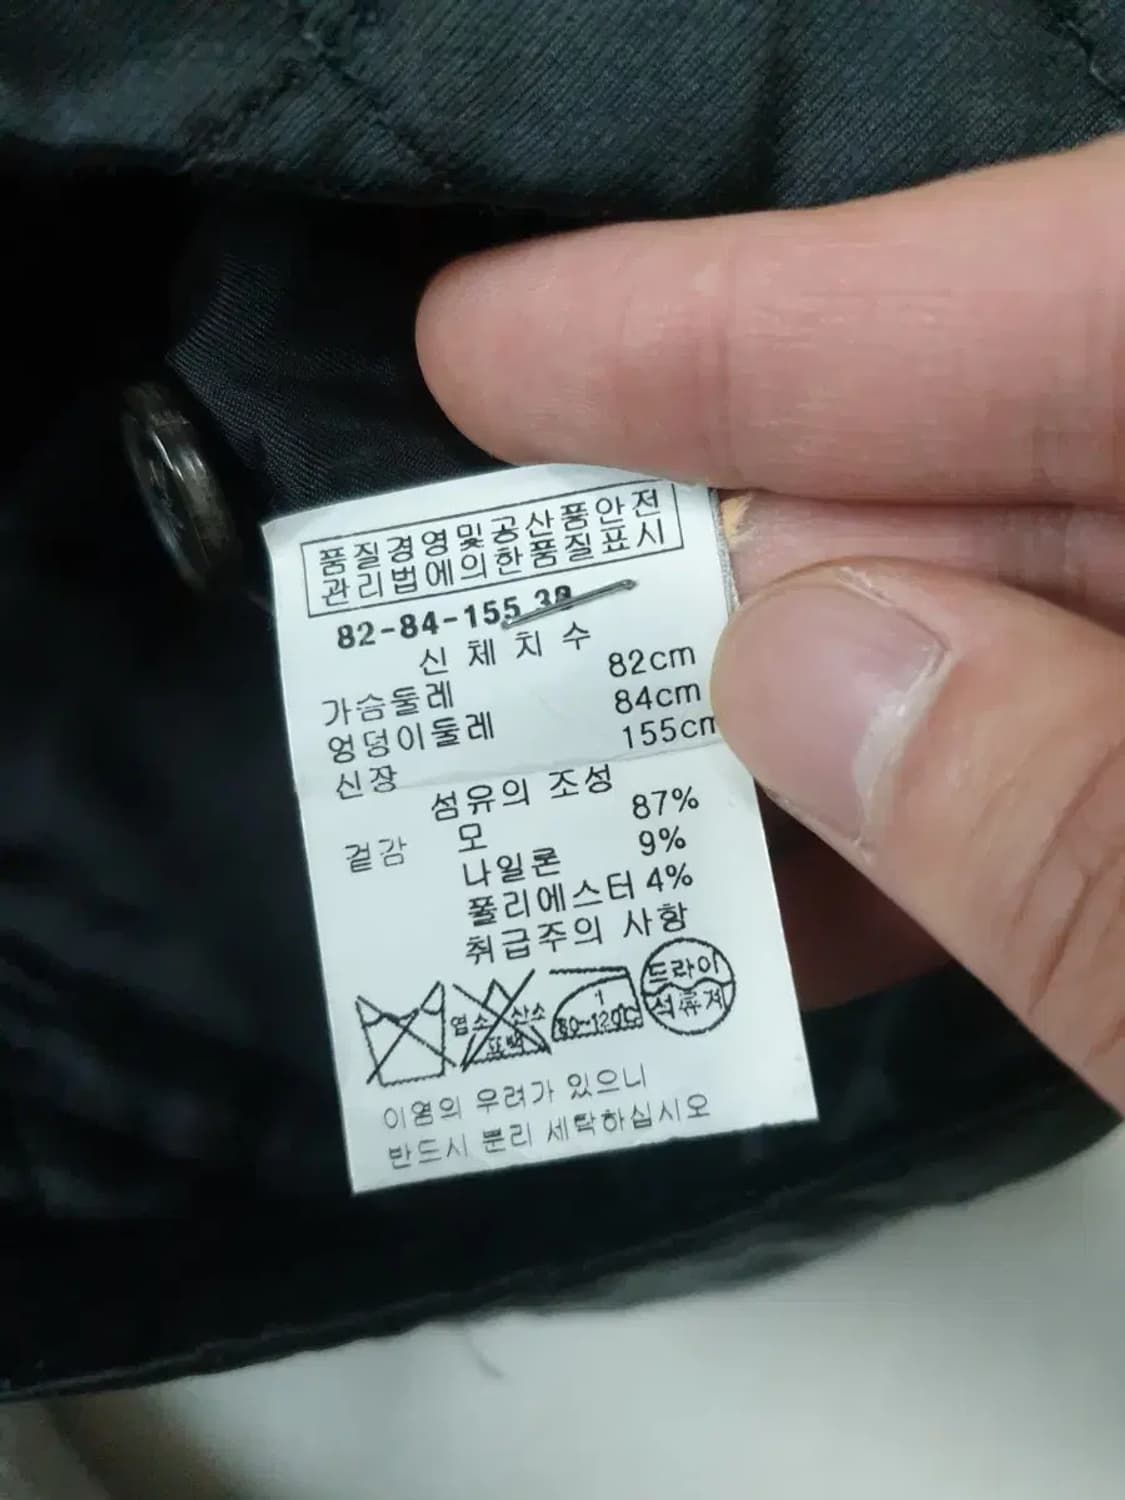 품질경영및공산품안전
관리법에의한품질표시
82-84-155
신체치수
가슴둘레 82cm
엉덩이둘레 84cm
신장 155cm
섬유의 조성
겉감 모 87%
나일론 9%
폴리에스터 4%
취급주의 사항
염소 산소 표백
1
80~120℃
드라이
석유계
이염의 우려가 있으니
반드시 분리 세탁하십시오